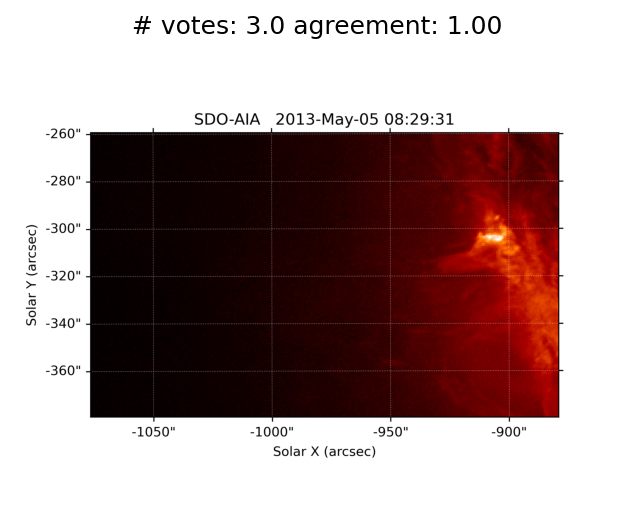 # votes: 3.0 agreement: 1.00
SDO-AIA 2013-May-05 08:29:31
-260"
-280"
-300"
-320"
-340"
-360"
Solar Y (arcsec)
-1050" -1000" -950" -900"
Solar X (arcsec)